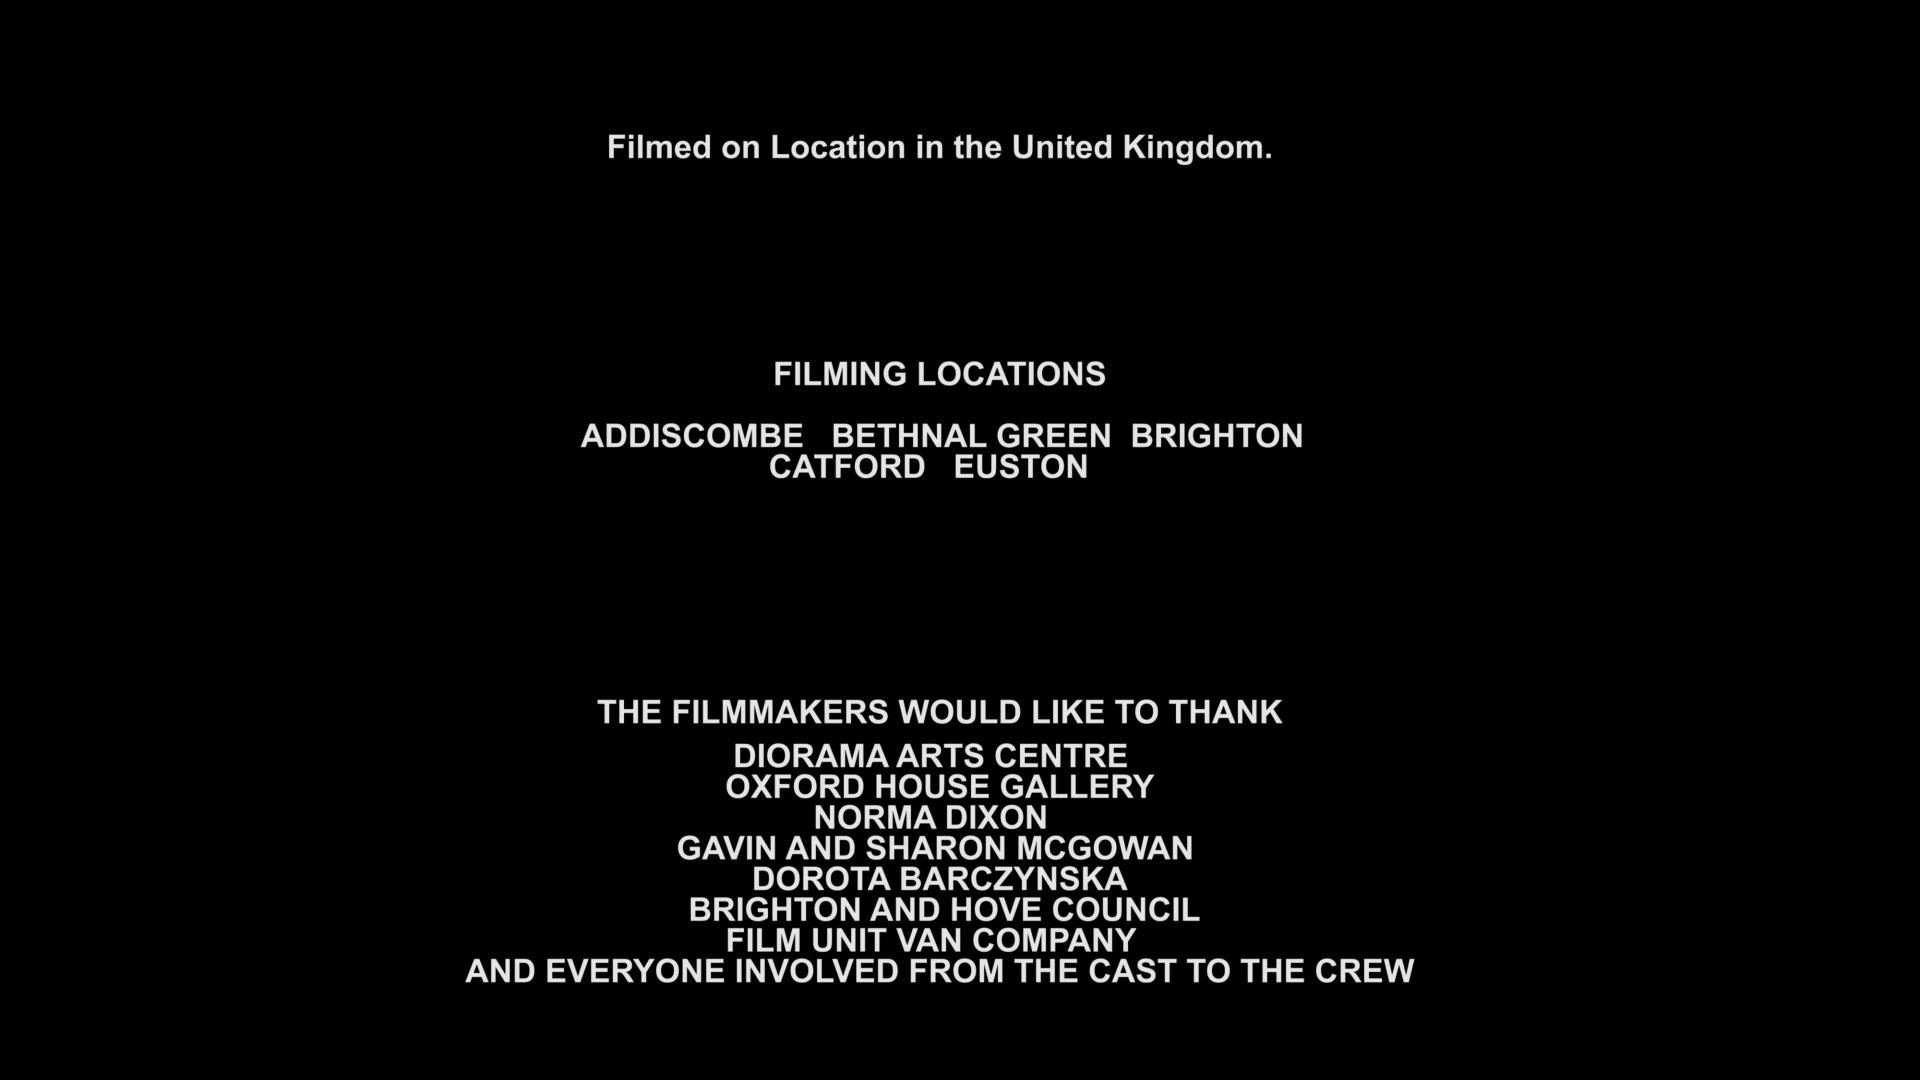 Filmed on Location in the United Kingdom.
FILMING LOCATIONS
ADDISCOMBE BETHNAL GREEN BRIGHTON
CATFORD EUSTON
THE FILMMAKERS WOULD LIKE TO THANK
DIORAMA ARTS CENTRE
OXFORD HOUSE GALLERY
NORMA DIXON
GAVIN AND SHARON MCGOWAN
DOROTA BARCZYNSKA
BRIGHTON AND HOVE COUNCIL
FILM UNIT VAN COMPANY
AND EVERYONE INVOLVED FROM THE CAST TO THE CREW